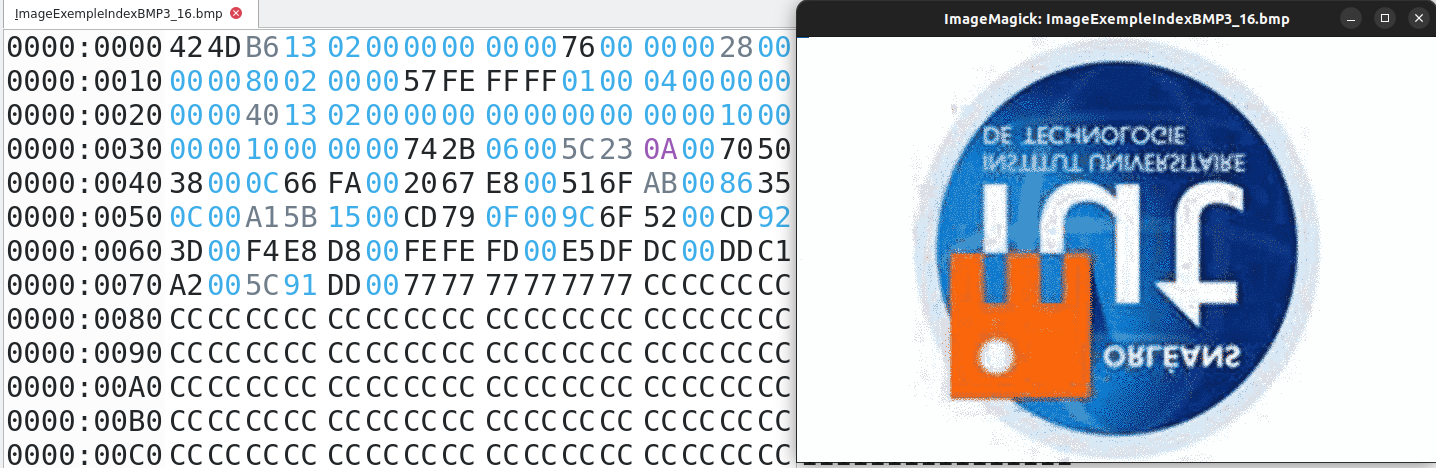 ImageExempleIndexBMP3_16.bmp
ImageMagick: ImageExempleIndexBMP3_16.bmp
0000:0000 42 4D B6 13 02 00 00 00 00 00 76 00 00 00 28 00
0000:0010 00 00 80 02 00 00 57 FE FF FF 01 00 04 00 00 00
0000:0020 00 00 40 13 02 00 00 00 00 00 00 00 00 00 10 00
0000:0030 00 00 10 00 00 00 74 2B 06 00 5C 23 0A 00 70 50
0000:0040 38 00 0C 66 FA 00 20 67 E8 00 51 6F AB 00 86 35
0000:0050 0C 00 A1 5B 15 00 CD 79 0F 00 9C 6F 52 00 CD 92
0000:0060 3D 00 F4 E8 D8 00 FE FE FD 00 E5 DF DC 00 DD C1
0000:0070 A2 00 5C 91 DD 00 77 77 77 77 77 77 CC CC CC CC
0000:0080 CC CC CC CC CC CC CC CC CC CC CC CC CC CC CC CC
0000:0090 CC CC CC CC CC CC CC CC CC CC CC CC CC CC CC CC
0000:00A0 CC CC CC CC CC CC CC CC CC CC CC CC CC CC CC CC
0000:00B0 CC CC CC CC CC CC CC CC CC CC CC CC CC CC CC CC
0000:00C0 CC CC CC CC CC CC CC CC CC CC CC CC CC CC CC CC
DE TECHNOLOGIE
INSTITUT UNIVERSITAIRE
iut
ORLÉANS